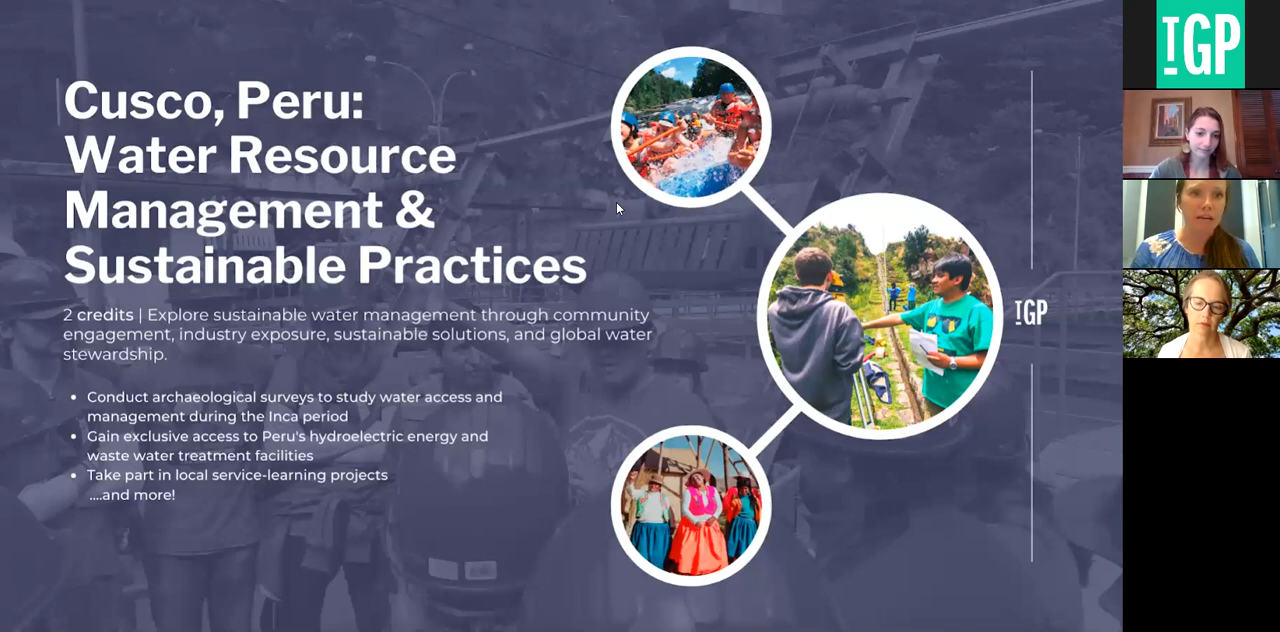 Cusco, Peru:
Water Resource
Management &
Sustainable Practices
2 credits | Explore sustainable water management through community
engagement, industry exposure, sustainable solutions, and global water
stewardship.
• Conduct archaeological surveys to study water access and
management during the Inca period
• Gain exclusive access to Peru's hydroelectric energy and
waste water treatment facilities
• Take part in local service-learning projects
....and more!
TGP
TGP